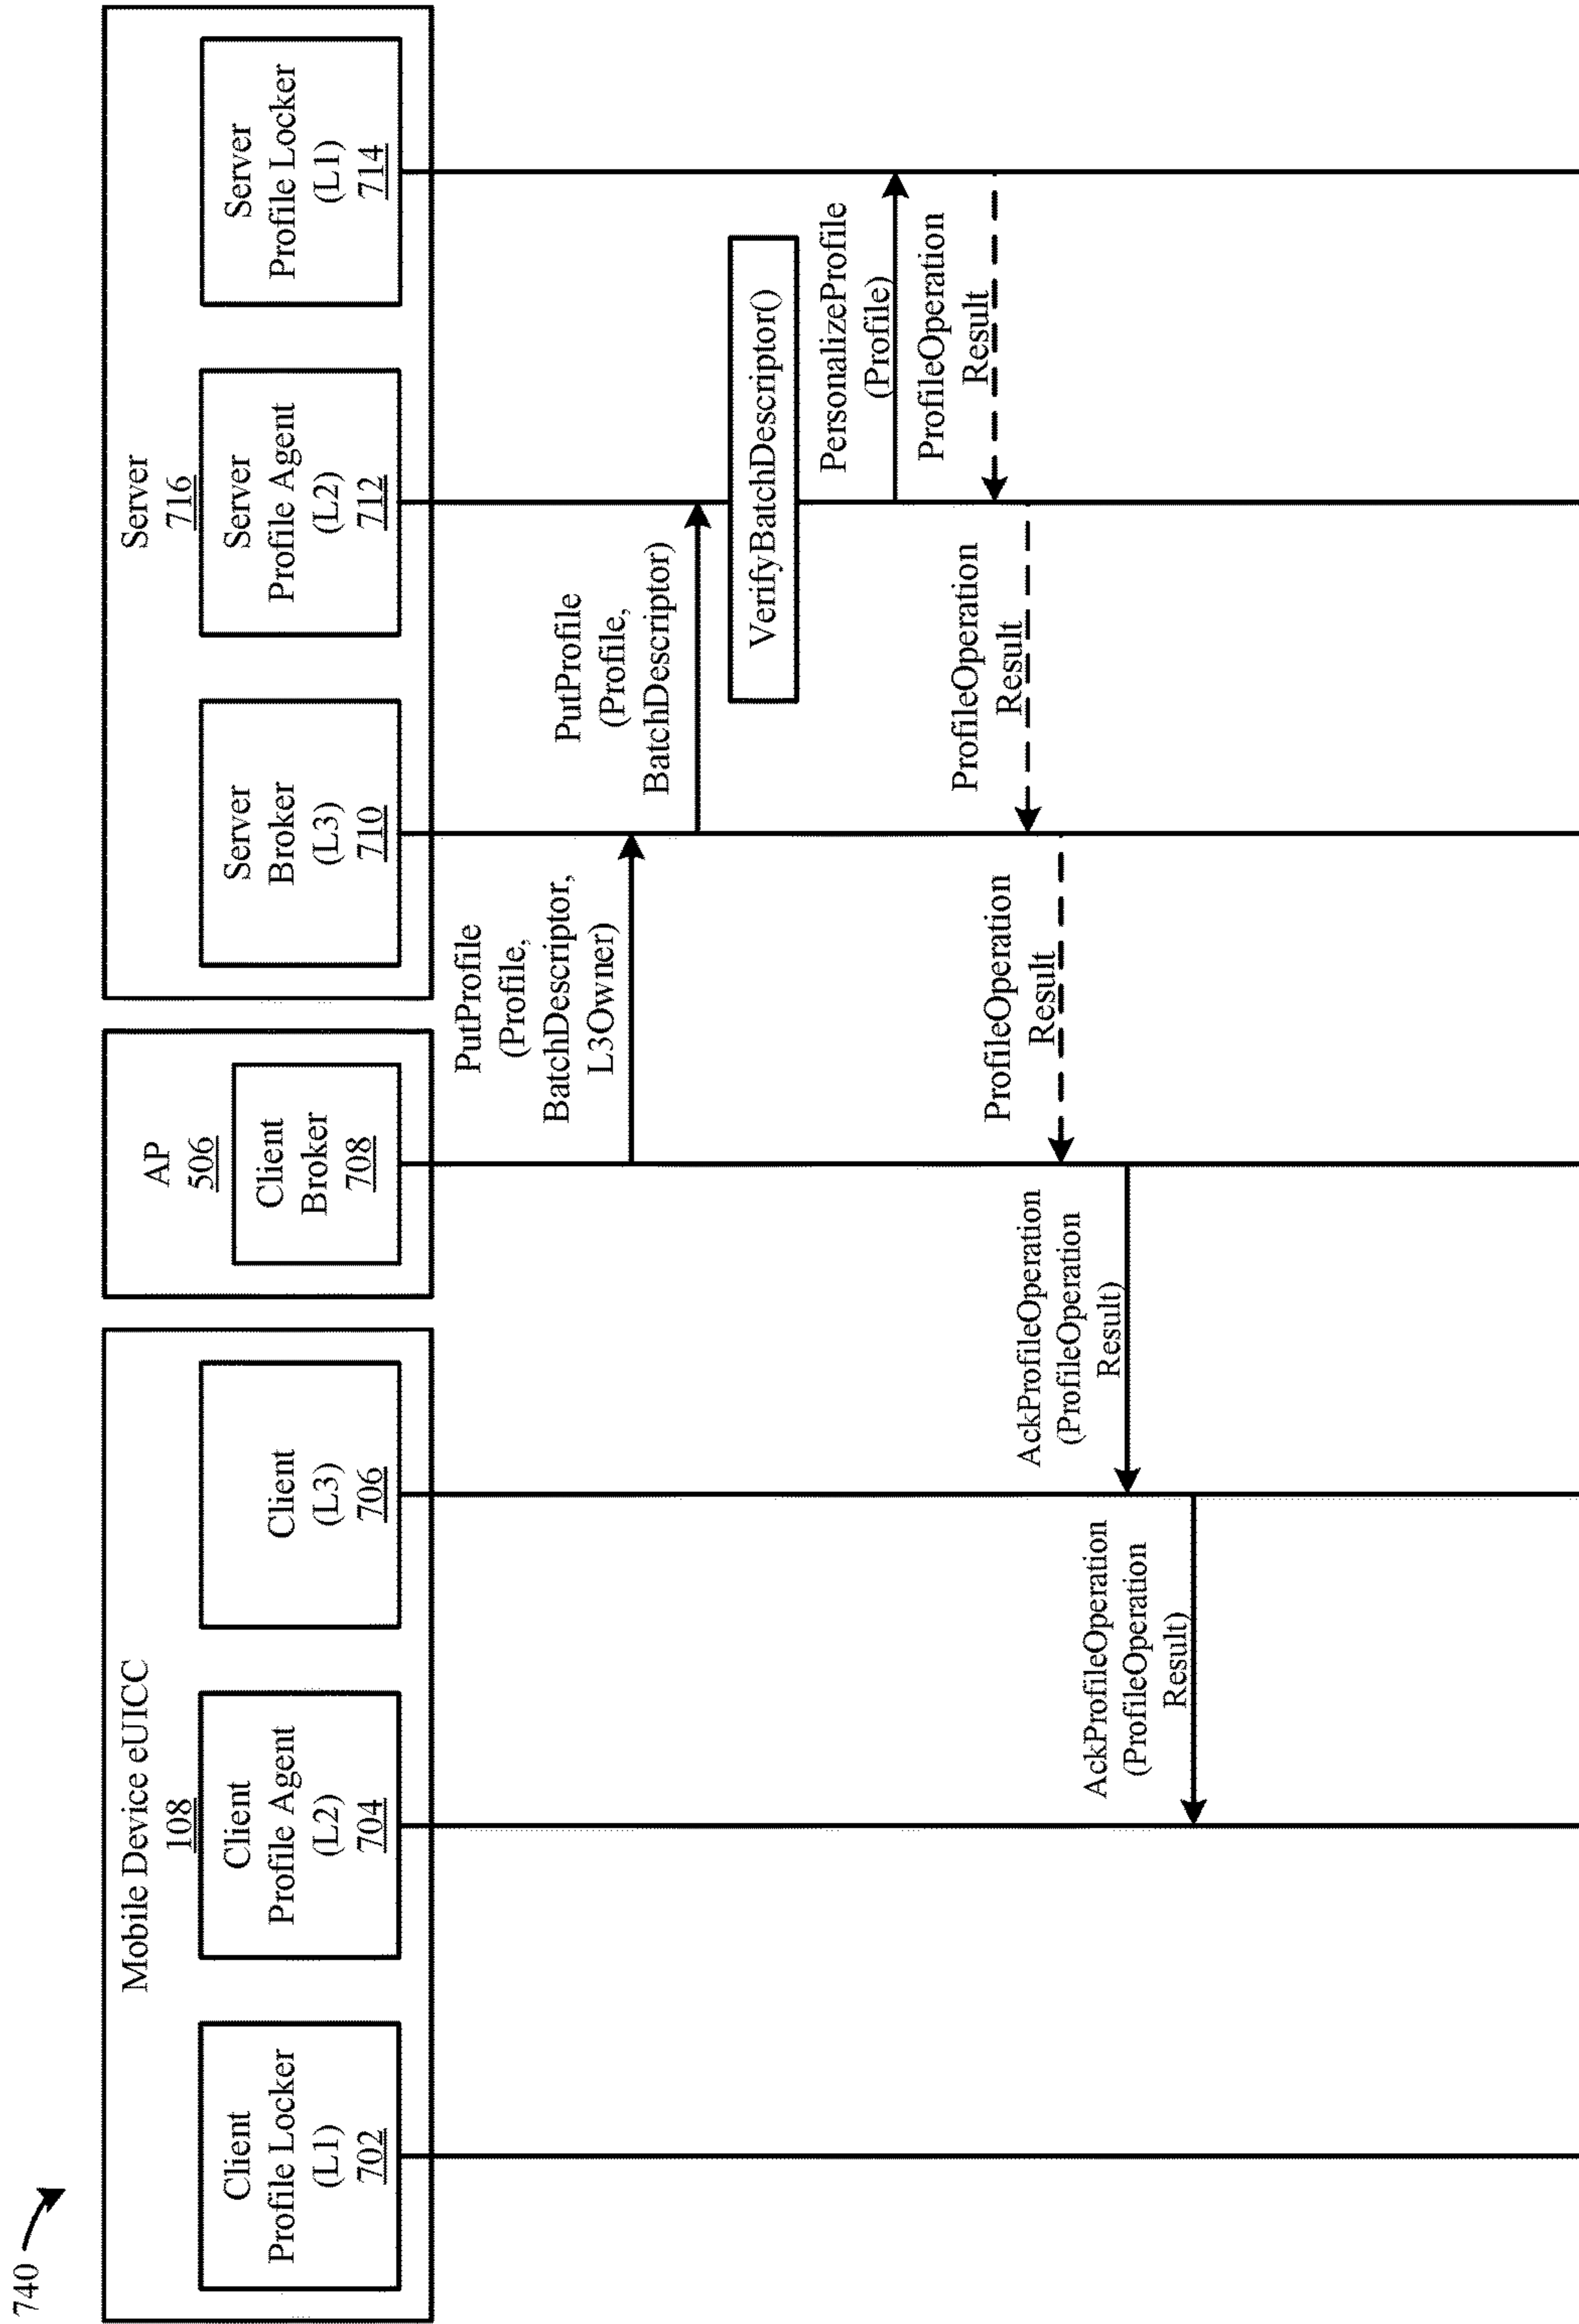 740
Mobile Device eUICC
108
Client
Profile Locker
(L1)
702
Client
Profile Agent
(L2)
704
Client
(L3)
706
AP
506
Client
Broker
708
Server
716
Server
Broker
(L3)
710
Server
Profile Agent
(L2)
712
Server
Profile Locker
(L1)
714
PutProfile
(Profile,
BatchDescriptor,
L3Owner)
PutProfile
(Profile,
BatchDescriptor)
VerifyBatchDescriptor()
PersonalizeProfile
(Profile)
ProfileOperation
Result
ProfileOperation
Result
ProfileOperation
Result
AckProfileOperation
(ProfileOperation
Result)
AckProfileOperation
(ProfileOperation
Result)